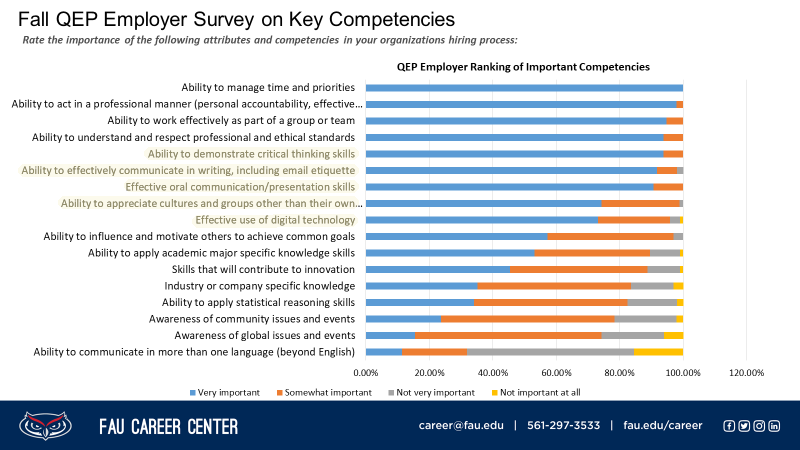 Fall QEP Employer Survey on Key Competencies
Rate the importance of the following attributes and competencies in your organizations hiring process:
QEP Employer Ranking of Important Competencies
Ability to manage time and priorities
Ability to act in a professional manner (personal accountability, effective...
Ability to work effectively as part of a group or team
Ability to understand and respect professional and ethical standards
Ability to demonstrate critical thinking skills
Ability to effectively communicate in writing, including email etiquette
Effective oral communication/presentation skills
Ability to appreciate cultures and groups other than their own...
Effective use of digital technology
Ability to influence and motivate others to achieve common goals
Ability to apply academic major specific knowledge skills
Skills that will contribute to innovation
Industry or company specific knowledge
Ability to apply statistical reasoning skills
Awareness of community issues and events
Awareness of global issues and events
Ability to communicate in more than one language (beyond English)
0.00% 20.00% 40.00% 60.00% 80.00% 100.00% 120.00%
Very important Somewhat important Not very important Not important at all
FAU CAREER CENTER
career@fau.edu | 561-297-3533 | fau.edu/career